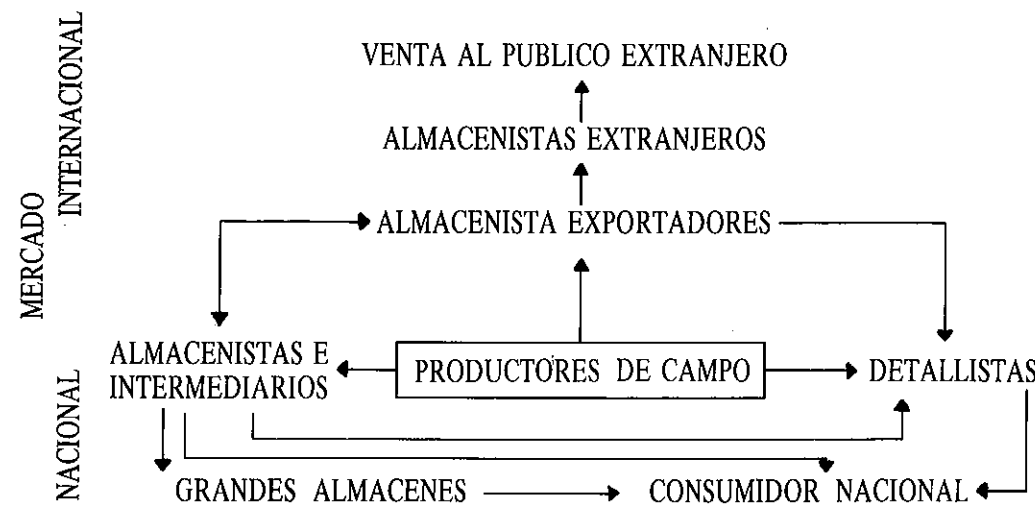 MERCADO
INTERNACIONAL
NACIONAL
VENTA AL PUBLICO EXTRANJERO
ALMACENISTAS EXTRANJEROS
ALMACENISTA EXPORTADORES
ALMACENISTAS E
INTERMEDIARIOS
PRODUCTORES DE CAMPO
DETALLISTAS
GRANDES ALMACENES
CONSUMIDOR NACIONAL